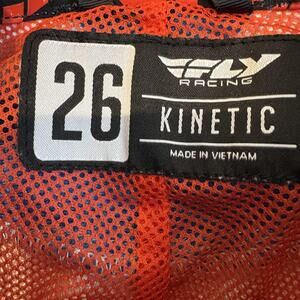 26
FLY
RACING
KINETIC
MADE IN VIETNAM